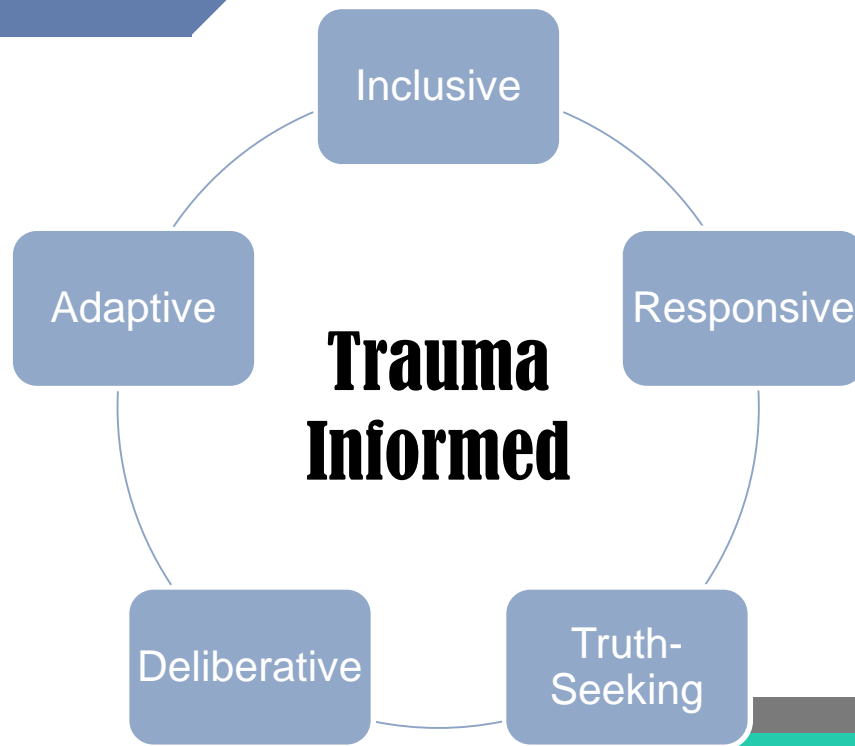 Inclusive
Adaptive
Responsive
Trauma
Informed
Deliberative
Truth-
Seeking